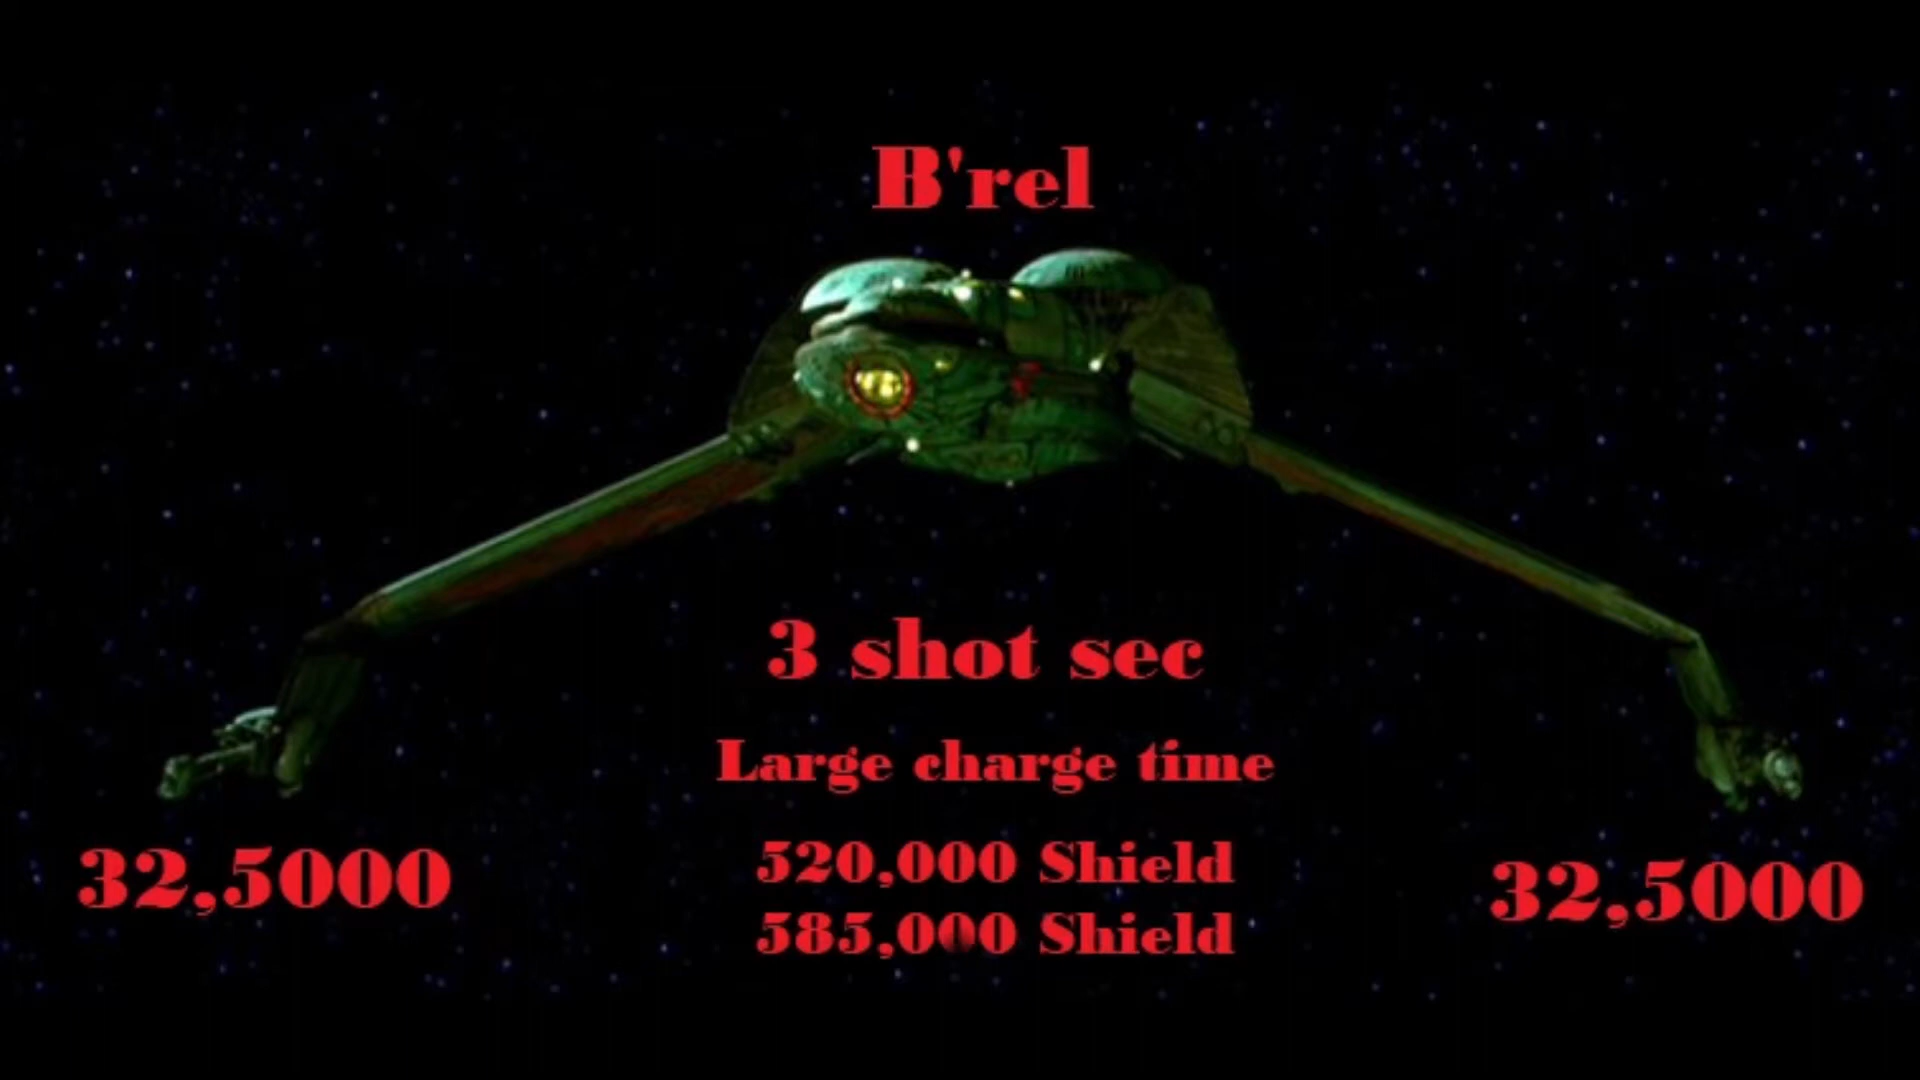 B'rel
3 shot sec
Large charge time
32,5000
520,000 Shield
585,000 Shield
32,5000